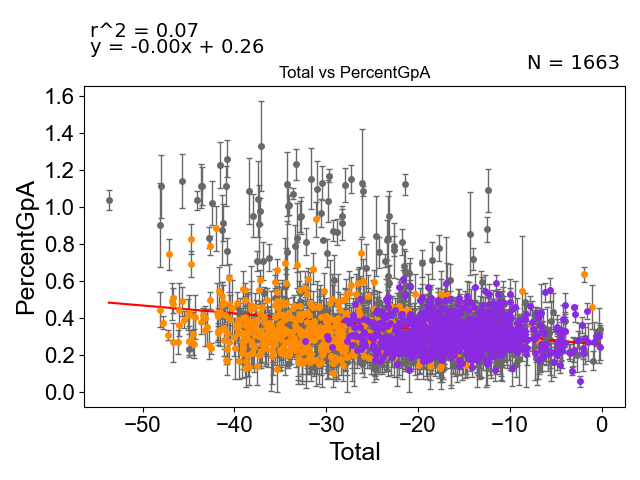 r^2 = 0.07
y = -0.00x + 0.26
N = 1663
Total vs PercentGpA
1.6
1.4
1.2
1.0
0.8
0.6
0.4
0.2
0.0
PercentGpA
−50
−40
−30
−20
−10
0
Total